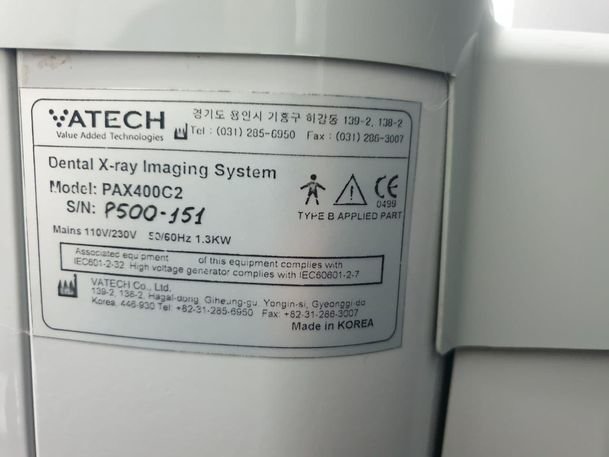 VATECH
Value Added Technologies
경기도 용인시 기흥구 하갈동 139-2, 138-2
Tel : (031) 285-6950 Fax : (031) 286-3007
Dental X-ray Imaging System
Model: PAX400C2
S/N: P500-151
0499
TYPE B APPLIED PART
Mains 110V/230V 50/60Hz 1.3KW
Associated equipment of this equipment complies with
IEC601-2-32. High voltage generator complies with IEC60601-2-7
VATECH Co., Ltd.
139-2, 138-2, Hagal-dong, Giheung-gu, Yongin-si, Gyeonggi-do
Korea, 446-930 Tel: +82-31-285-6950 Fax: +82-31-286-3007
Made in KOREA